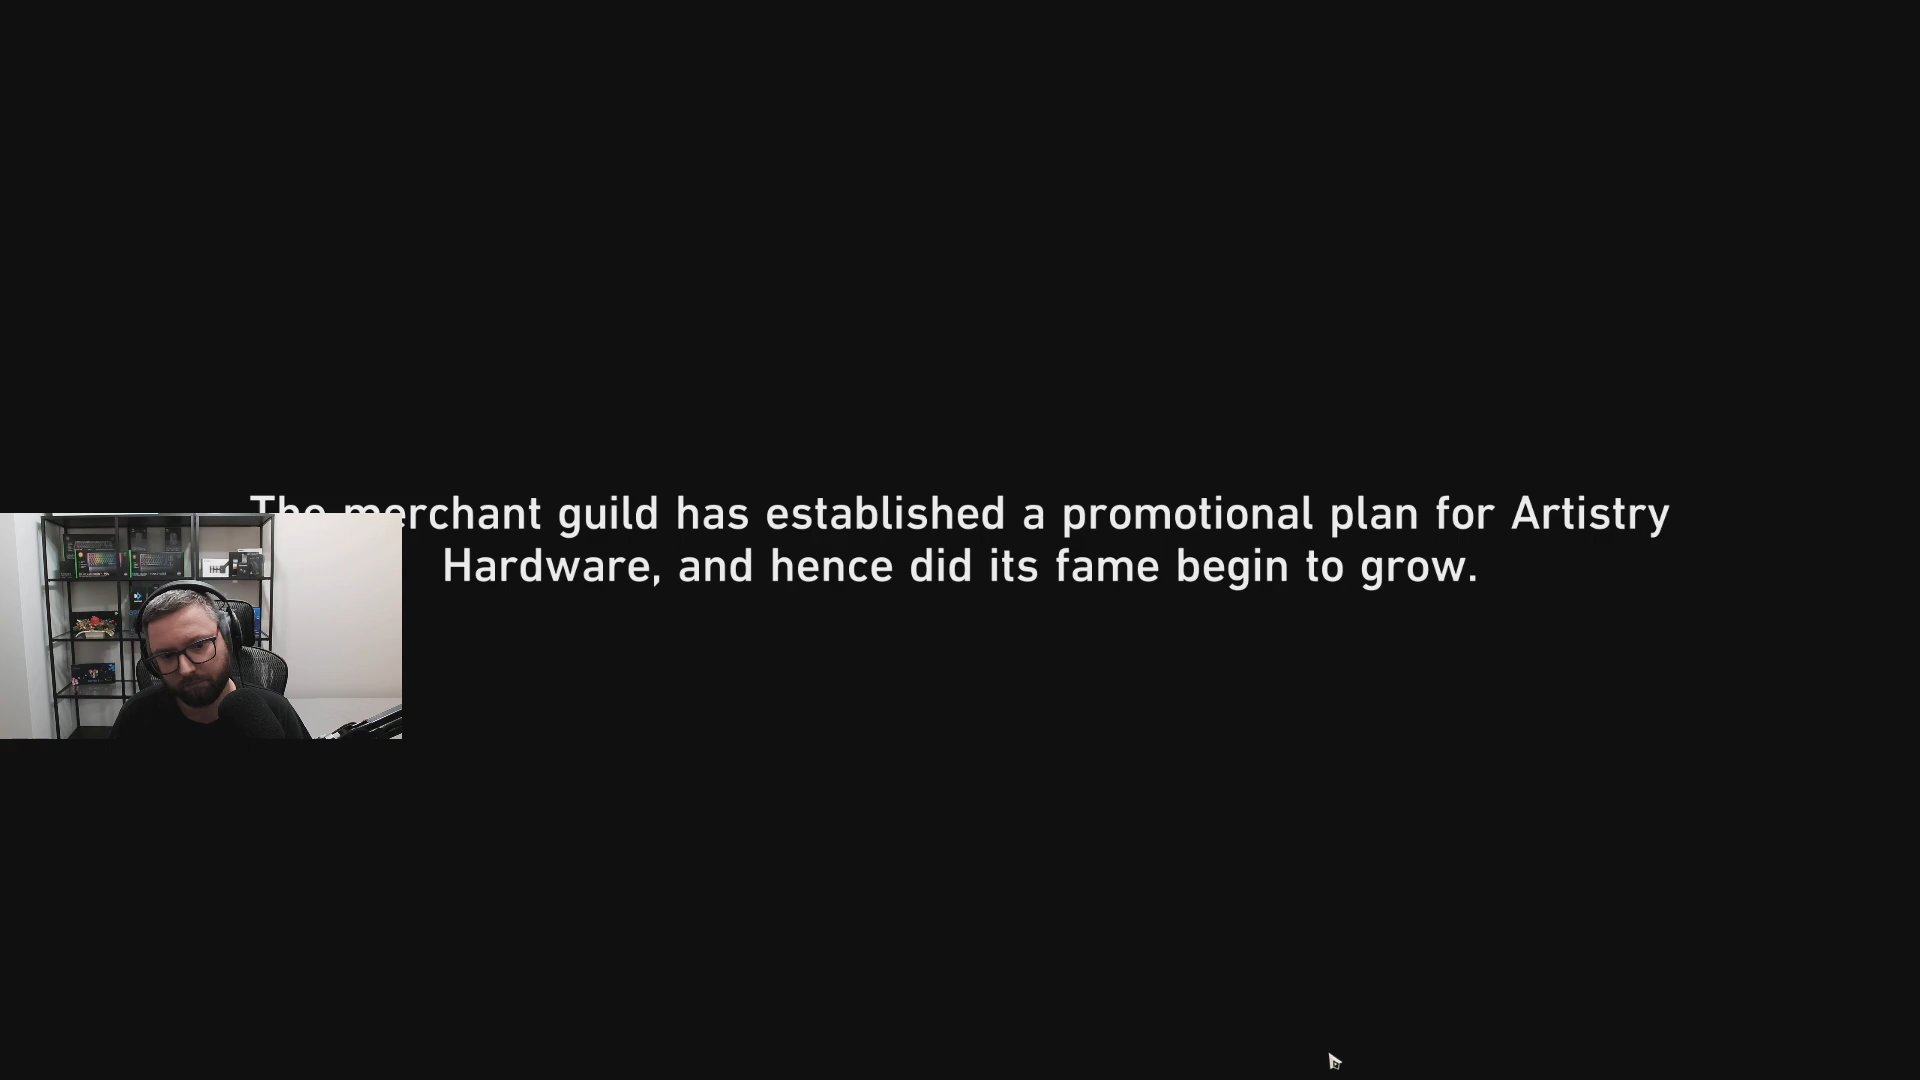 The merchant guild has established a promotional plan for Artistry
Hardware, and hence did its fame begin to grow.